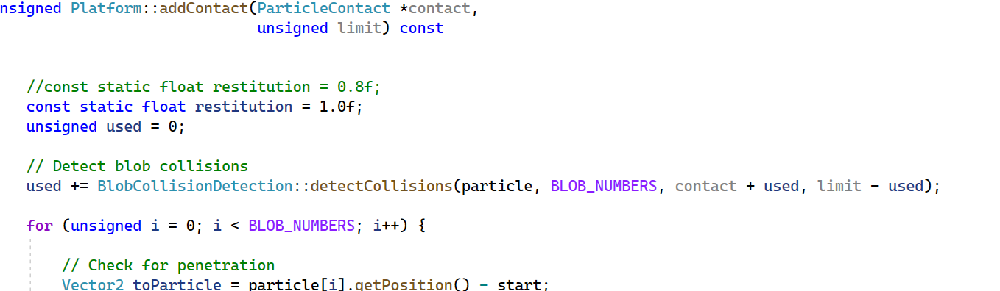 nsigned Platform::addContact(ParticleContact *contact,
unsigned limit) const
//const static float restitution = 0.8f;
const static float restitution = 1.0f;
unsigned used = 0;
// Detect blob collisions
used += BlobCollisionDetection::detectCollisions(particle, BLOB_NUMBERS, contact + used, limit - used);
for (unsigned i = 0; i < BLOB_NUMBERS; i++) {
// Check for penetration
Vector2 toParticle = particle[i].getPosition() - start;